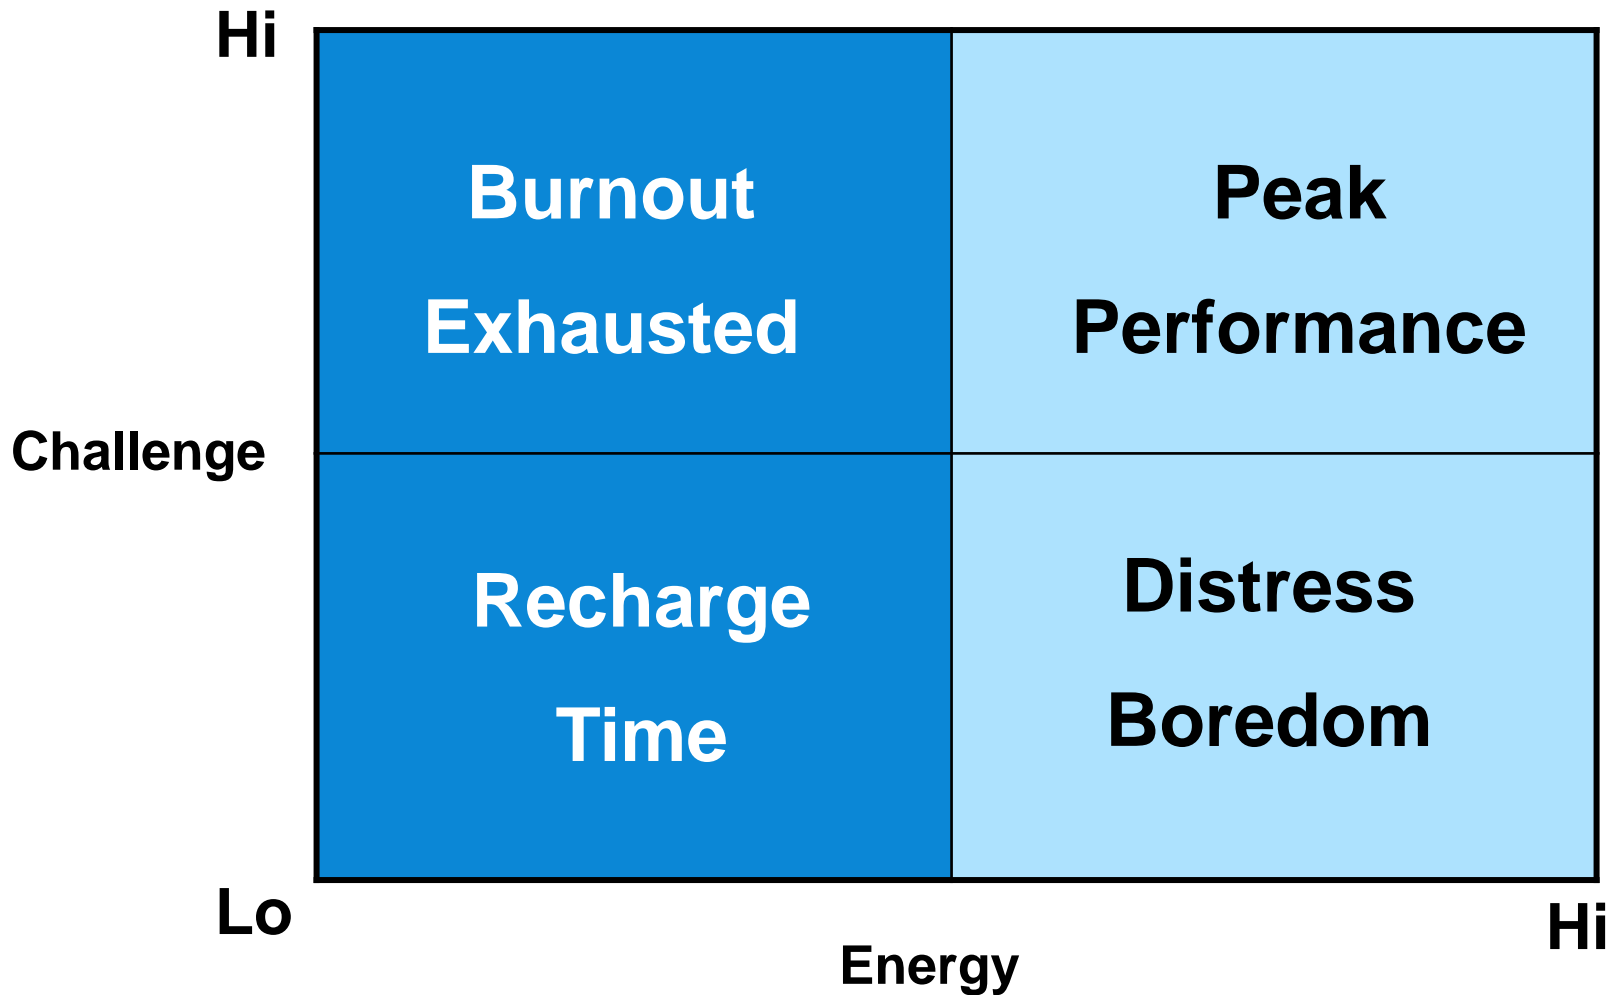 Hi
Burnout
Exhausted
Peak
Performance
Challenge
Recharge
Time
Distress
Boredom
Lo
Hi
Energy